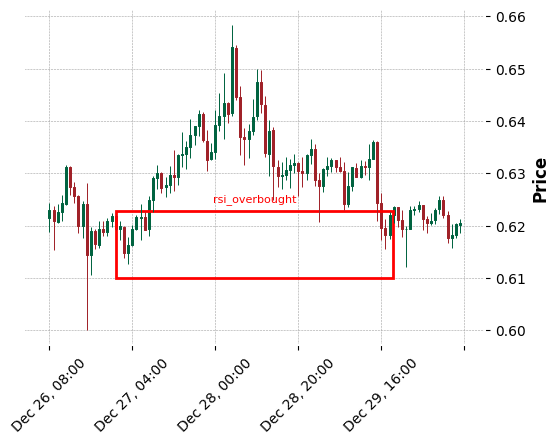 0.66
0.65
0.64
0.63
rsi_overbought
0.62
0.61
0.60
Price
Dec 26, 08:00
Dec 27, 04:00
Dec 28, 00:00
Dec 28, 20:00
Dec 29, 16:00